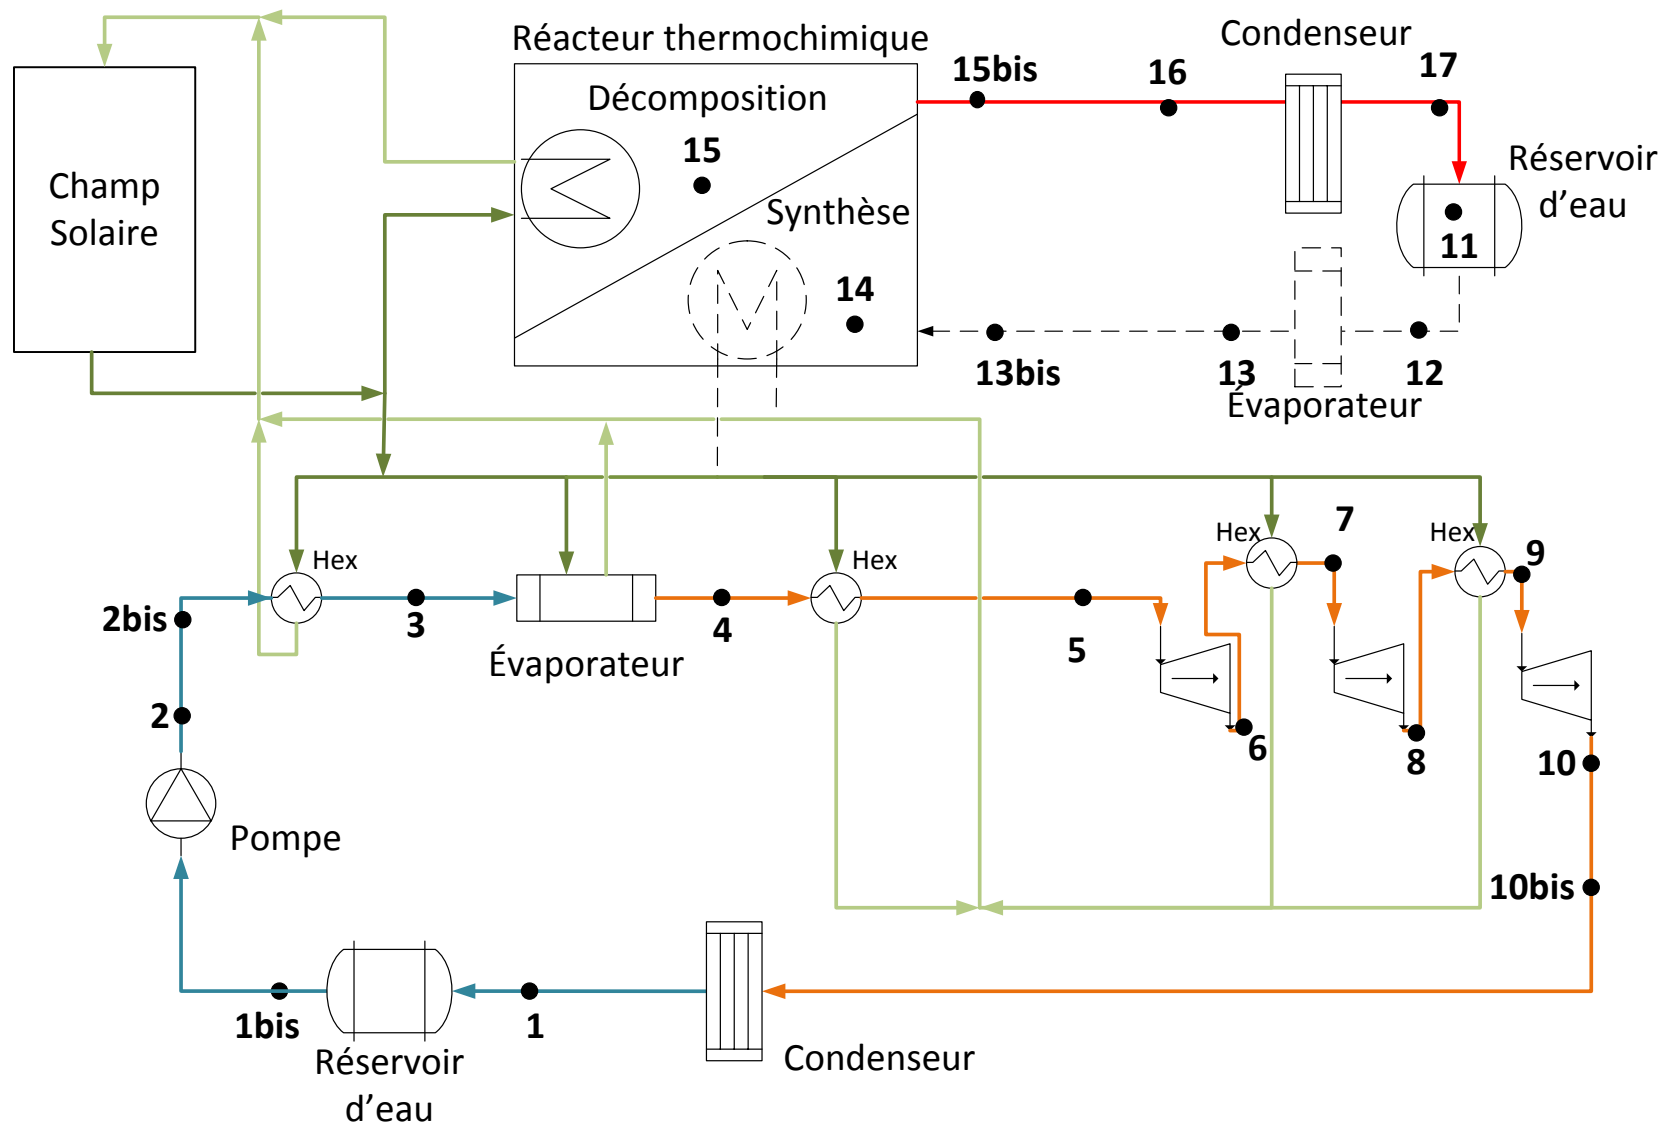 Réacteur thermochimique
Condenseur
15bis
16
17
Décomposition
15
Champ
Solaire
Réservoir
d’eau
Synthèse
11
14
13bis
13
12
Évaporateur
Hex
7
Hex
9
Hex
Hex
2bis
3
4
5
Évaporateur
2
6
8
10
Pompe
10bis
1bis
1
Réservoir
d’eau
Condenseur